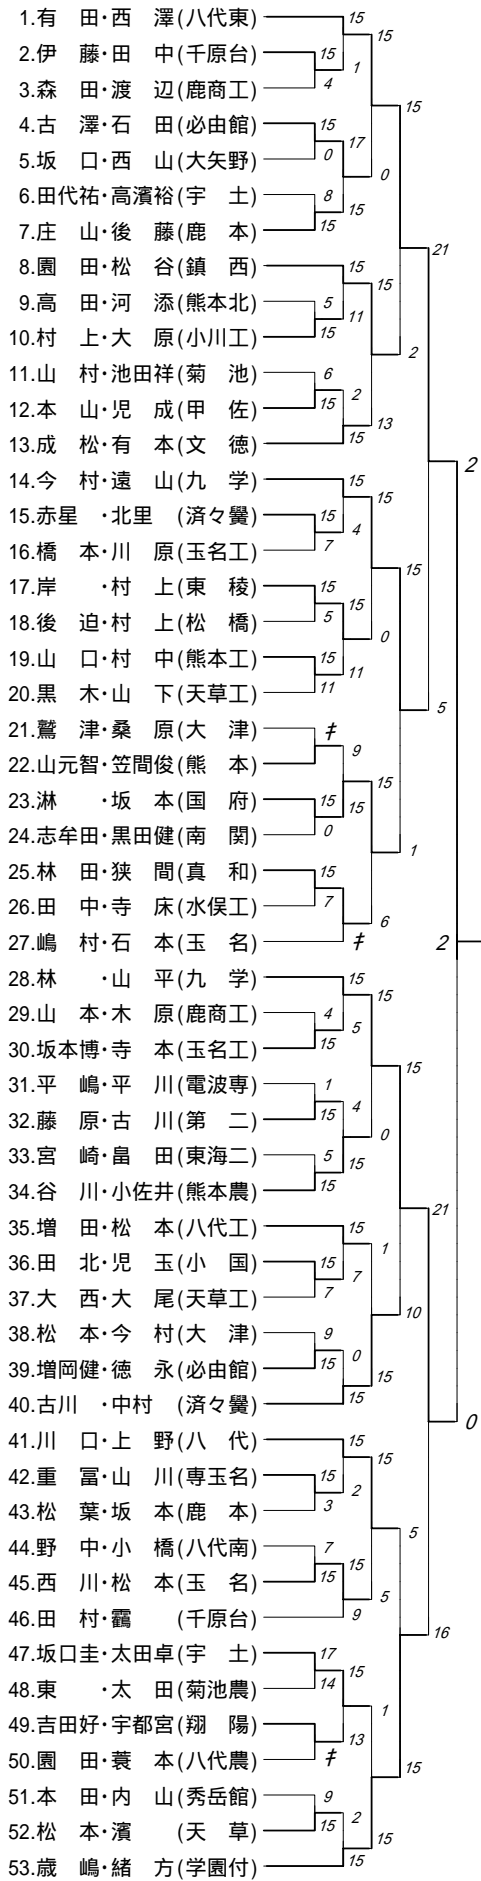 1.有　田・西　澤(八代東) 15
15
2.伊　藤・田　中(千原台) 15
1
15
3.森　田・渡　辺(鹿商工) 4
4.古　澤・石　田(必由館) 15
17
0
5.坂　口・西　山(大矢野) 0
6.田代祐・高濱裕(宇　土) 8
15
7.庄　山・後　藤(鹿　本) 15
21
8.園　田・松　谷(鎮　西) 15
15
9.高　田・河　添(熊本北) 5
11
10.村　上・大　原(小川工) 15
2
11.山　村・池田祥(菊　池) 6
2
12.本　山・児　成(甲　佐) 15
13
13.成　松・有　本(文　徳) 15
2
14.今　村・遠　山(九　学) 15
15
15.赤星　・北里　(済々黌) 15
4
16.橋　本・川　原(玉名工) 7
15
17.岸　　・村　上(東　稜) 15
15
0
18.後　迫・村　上(松　橋) 5
19.山　口・村　中(熊本工) 15
11
20.黒　木・山　下(天草工) 11
5
21.鷲　津・桑　原(大　津) キ
9
22.山元智・笠間俊(熊　本)
15
23.淋　　・坂　本(国　府) 15
15
24.志牟田・黒田健(南　関) 0
1
25.林　田・狭　間(真　和) 15
26.田　中・寺　床(水俣工) 7
6
27.嶋　村・石　本(玉　名) キ
2
28.林　　・山　平(九　学) 15
15
29.山　本・木　原(鹿商工) 4
5
30.坂本博・寺　本(玉名工) 15
15
31.平　嶋・平　川(電波専) 1
4
32.藤　原・古　川(第　二) 15
0
33.宮　崎・畠　田(東海二) 5
15
34.谷　川・小佐井(熊本農) 15
21
35.増　田・松　本(八代工) 15
1
36.田　北・児　玉(小　国) 15
7
37.大　西・大　尾(天草工) 7
10
38.松　本・今　村(大　津) 9
0
39.増岡健・徳　永(必由館) 15
15
40.古川　・中村　(済々黌) 15
0
41.川　口・上　野(八　代) 15
15
42.重　冨・山　川(専玉名) 15
2
43.松　葉・坂　本(鹿　本) 3
5
44.野　中・小　橋(八代南) 7
15
45.西　川・松　本(玉　名) 15
5
46.田　村・靍　　(千原台) 9
16
47.坂口圭・太田卓(宇　土) 17
15
48.東　　・太　田(菊池農) 14
1
49.吉田好・宇都宮(翔　陽)
13
50.園　田・蓑　本(八代農) キ
15
51.本　田・内　山(秀岳館) 9
2
52.松　本・濱　　(天　草) 15
15
53.歳　嶋・緒　方(学園付) 15